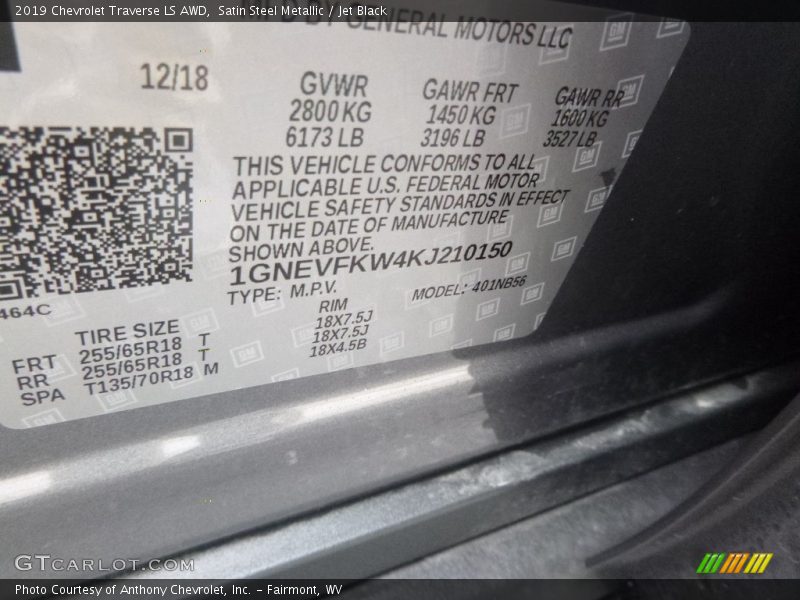 2019 Chevrolet Traverse LS AWD, Satin Steel Metallic / Jet Black
BY GENERAL MOTORS LLC
12/18
GVWR GAWR FRT GAWR RR
2800 KG 1450 KG 1600 KG
6173 LB 3196 LB 3527 LB
THIS VEHICLE CONFORMS TO ALL
APPLICABLE U.S. FEDERAL MOTOR
VEHICLE SAFETY STANDARDS IN EFFECT
ON THE DATE OF MANUFACTURE
SHOWN ABOVE.
1GNEVFKW4KJ210150
TYPE: M.P.V. MODEL: 401NB56
464C
TIRE SIZE RIM
FRT 255/65R18 T 18X7.5J
RR 255/65R18 T 18X7.5J
SPA T135/70R18 M 18X4.5B
GTCARLOT.COM
Photo Courtesy of Anthony Chevrolet, Inc. – Fairmont, WV